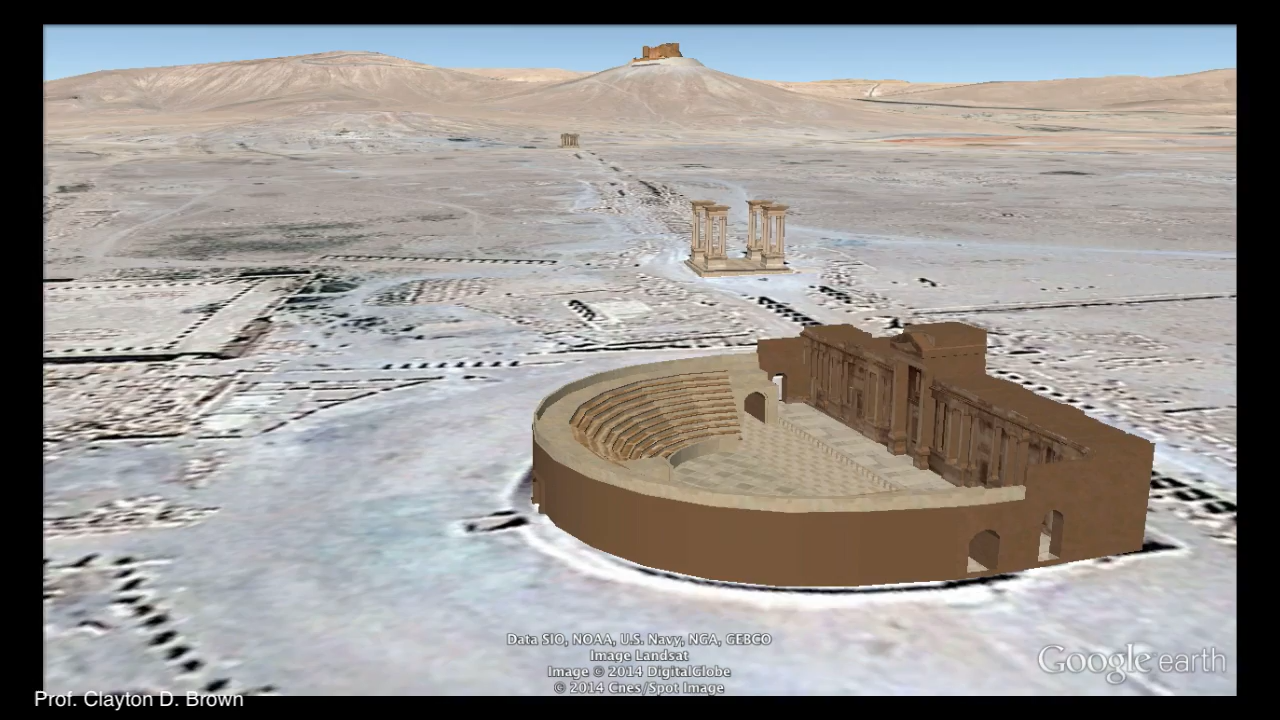 Data SIO, NOAA, U.S. Navy, NGA, GEBCO
Image Landsat
Image © 2014 DigitalGlobe
© 2014 Cnes/Spot Image
Google earth
Prof. Clayton D. Brown